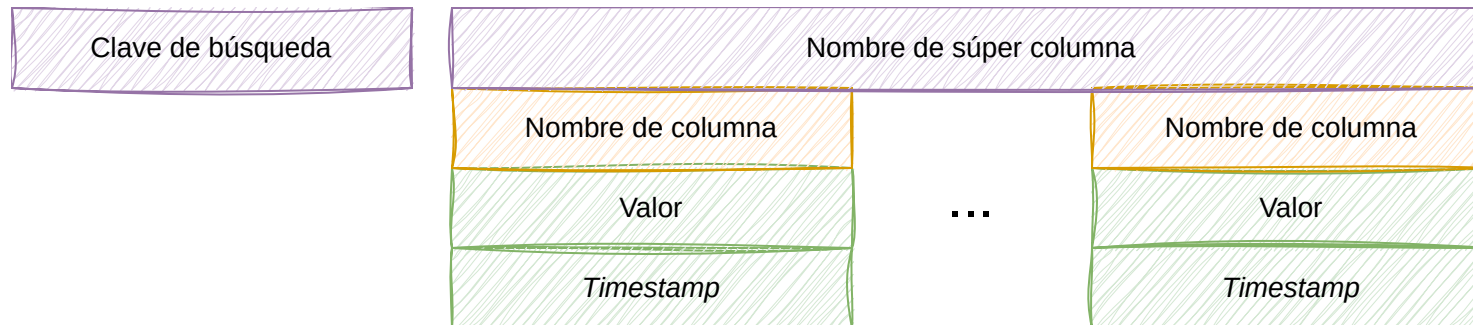 Clave de búsqueda
Nombre de súper columna
Nombre de columna
Nombre de columna
Valor
...
Valor
Timestamp
Timestamp